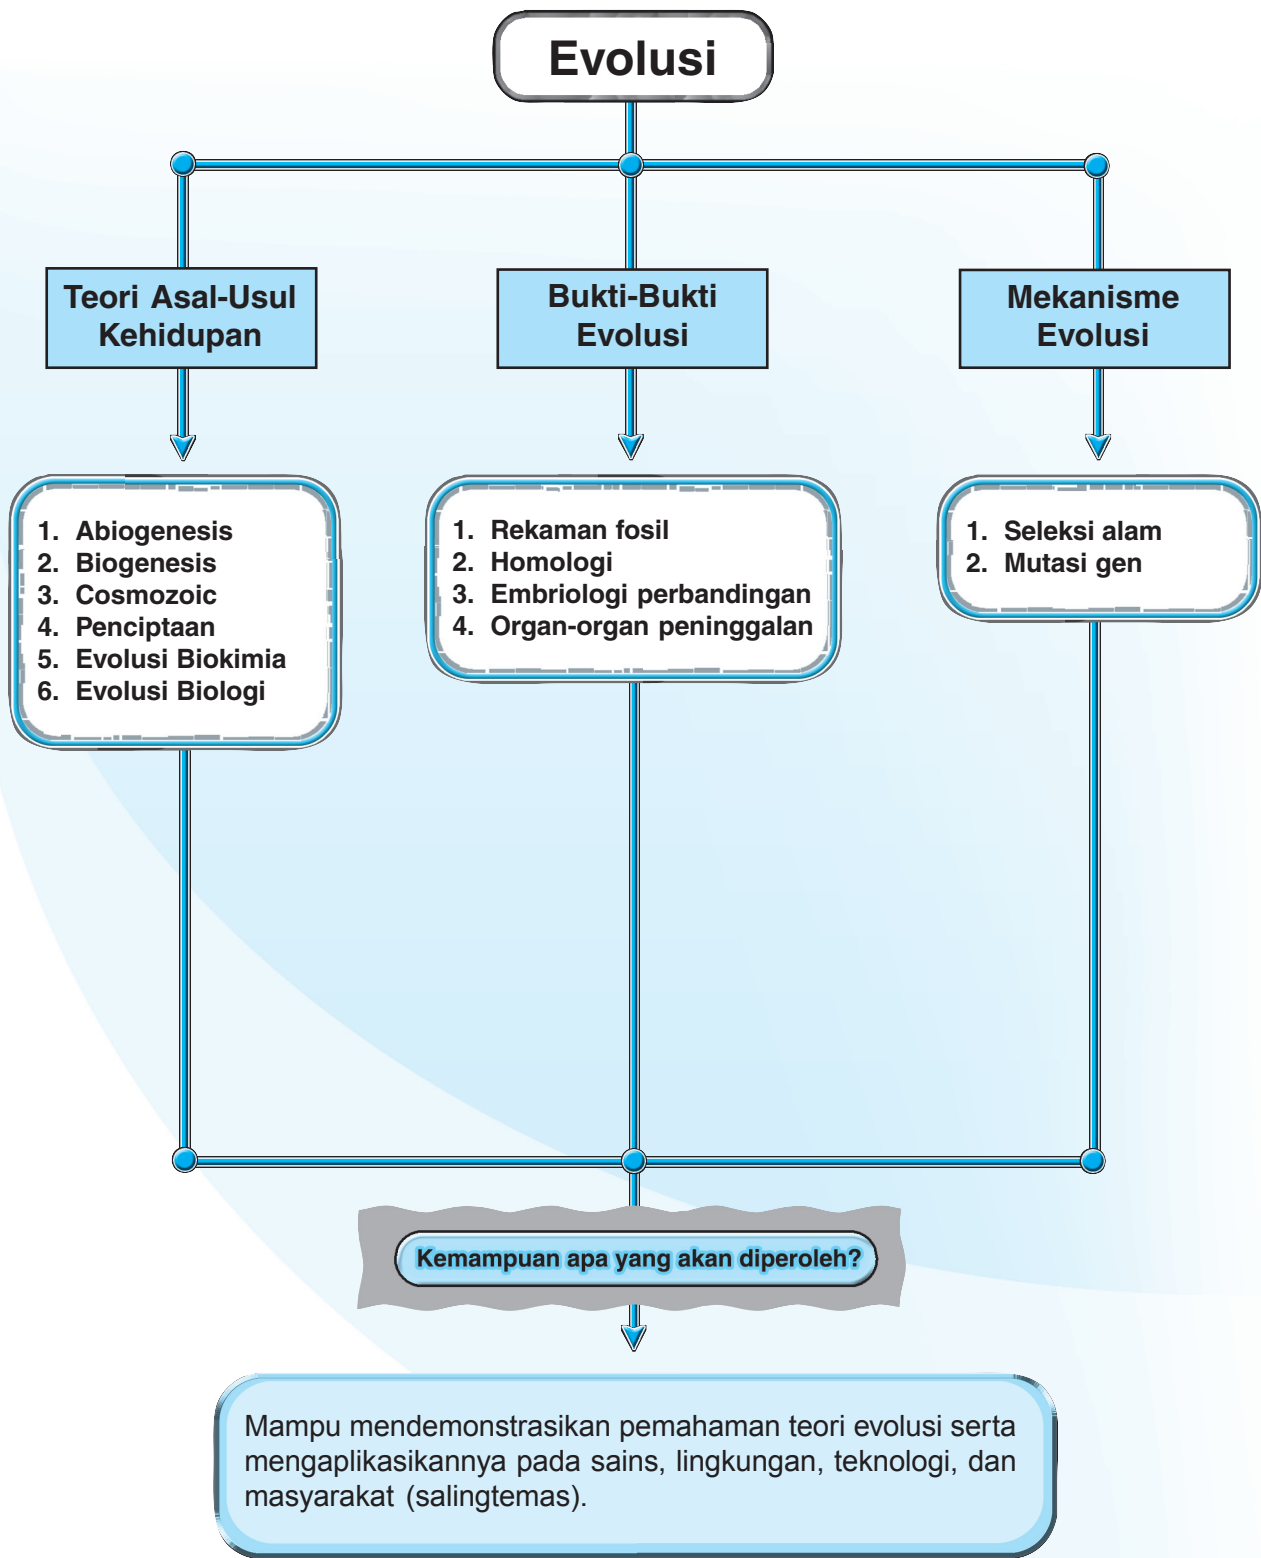 Evolusi
Teori Asal-Usul
Kehidupan
Bukti-Bukti
Evolusi
Mekanisme
Evolusi
1. Abiogenesis
2. Biogenesis
3. Cosmozoic
4. Penciptaan
5. Evolusi Biokimia
6. Evolusi Biologi
1. Rekaman fosil
2. Homologi
3. Embriologi perbandingan
4. Organ-organ peninggalan
1. Seleksi alam
2. Mutasi gen
Kemampuan apa yang akan diperoleh?
Mampu mendemonstrasikan pemahaman teori evolusi serta
mengaplikasikannya pada sains, lingkungan, teknologi, dan
masyarakat (salingtemas).